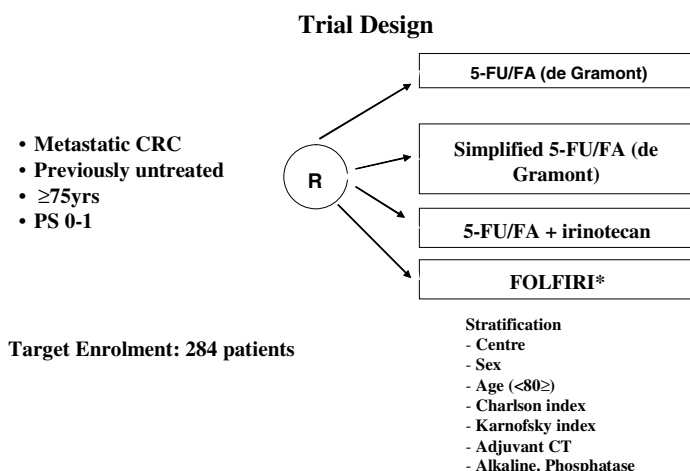 Trial Design
5-FU/FA (de Gramont)
• Metastatic CRC
• Previously untreated
• ≥75yrs
• PS 0-1
R
Simplified 5-FU/FA (de
Gramont)
5-FU/FA + irinotecan
FOLFIRI*
Target Enrolment: 284 patients
Stratification
- Centre
- Sex
- Age (<80≥)
- Charlson index
- Karnofsky index
- Adjuvant CT
- Alkaline. Phosphatase